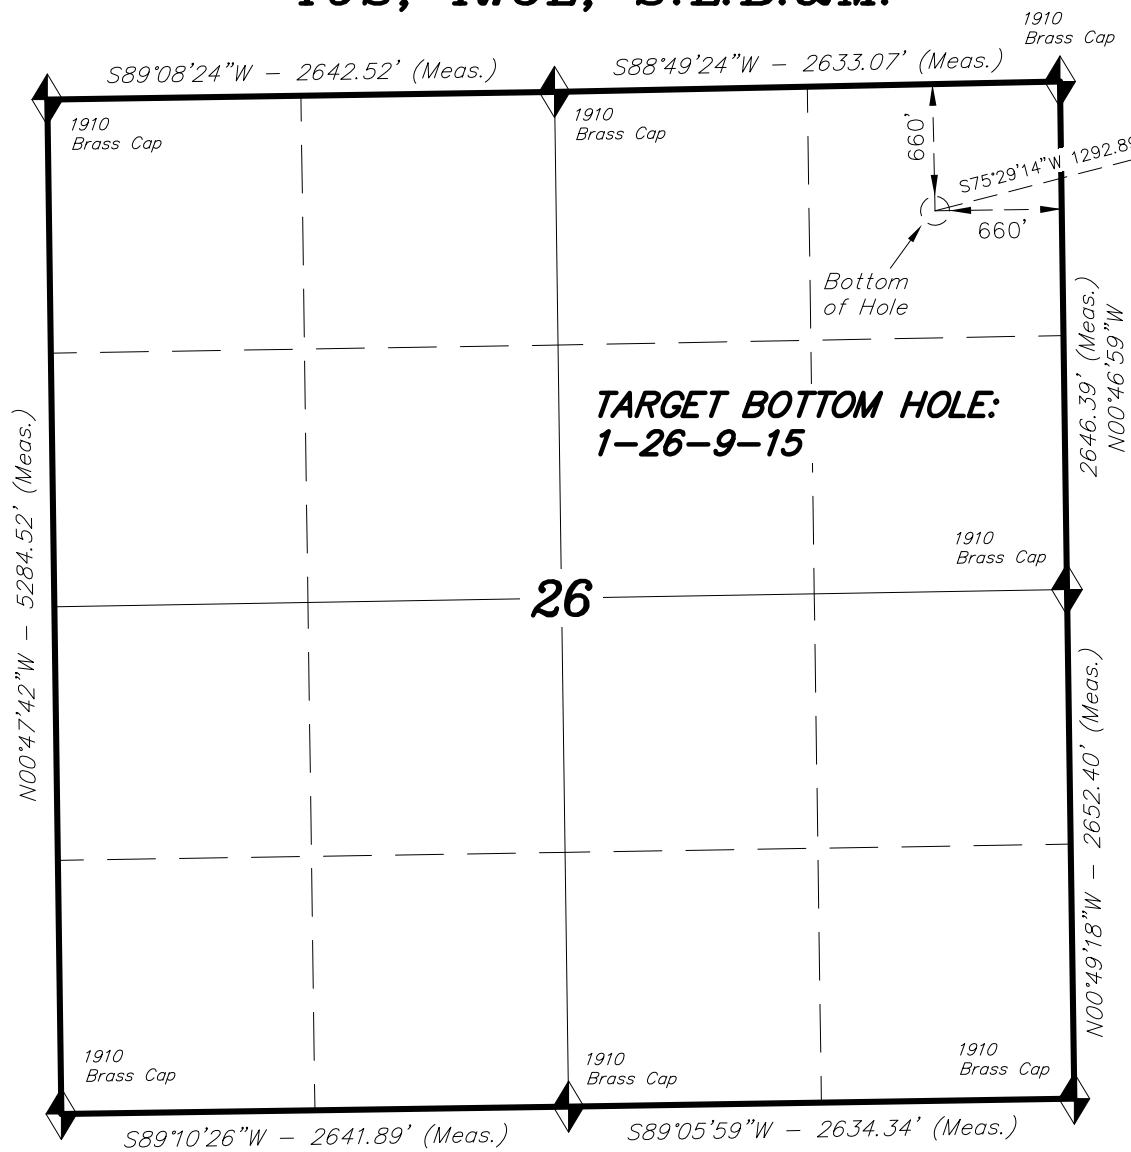 S89°08'24"W - 2642.52' (Meas.)
S88°49'24"W - 2633.07' (Meas.)
1910
Brass Cap
1910
Brass Cap
1910
Brass Cap
660'
S75°29'14"W 1292.89
660'
Bottom
of Hole
2646.39' (Meas.)
N00°46'59"W
TARGET BOTTOM HOLE:
1-26-9-15
N00°47'42"W - 5284.52' (Meas.)
1910
Brass Cap
26
N00°49'18"W - 2652.40' (Meas.)
1910
Brass Cap
1910
Brass Cap
1910
Brass Cap
S89°10'26"W - 2641.89' (Meas.)
S89°05'59"W - 2634.34' (Meas.)